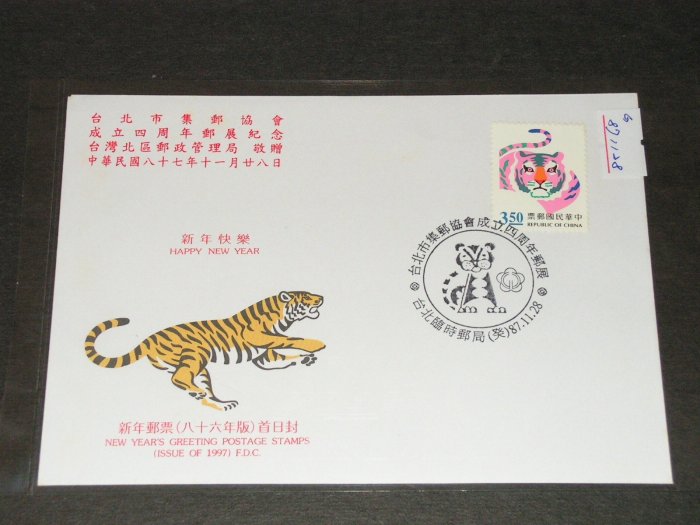 台北市集郵協會
成立四周年郵展紀念
台灣北區郵政管理局 敬贈
中華民國八十七年十一月廿八日
新年快樂
HAPPY NEW YEAR
新年郵票(八十六年版)首日封
NEW YEAR'S GREETING POSTAGE STAMPS
(ISSUE OF 1997) F.D.C.
3.50
票郵國民華中
REPUBLIC OF CHINA
台北市集郵協會成立四周年郵展
台北臨時郵局(癸)87.11.28
871128